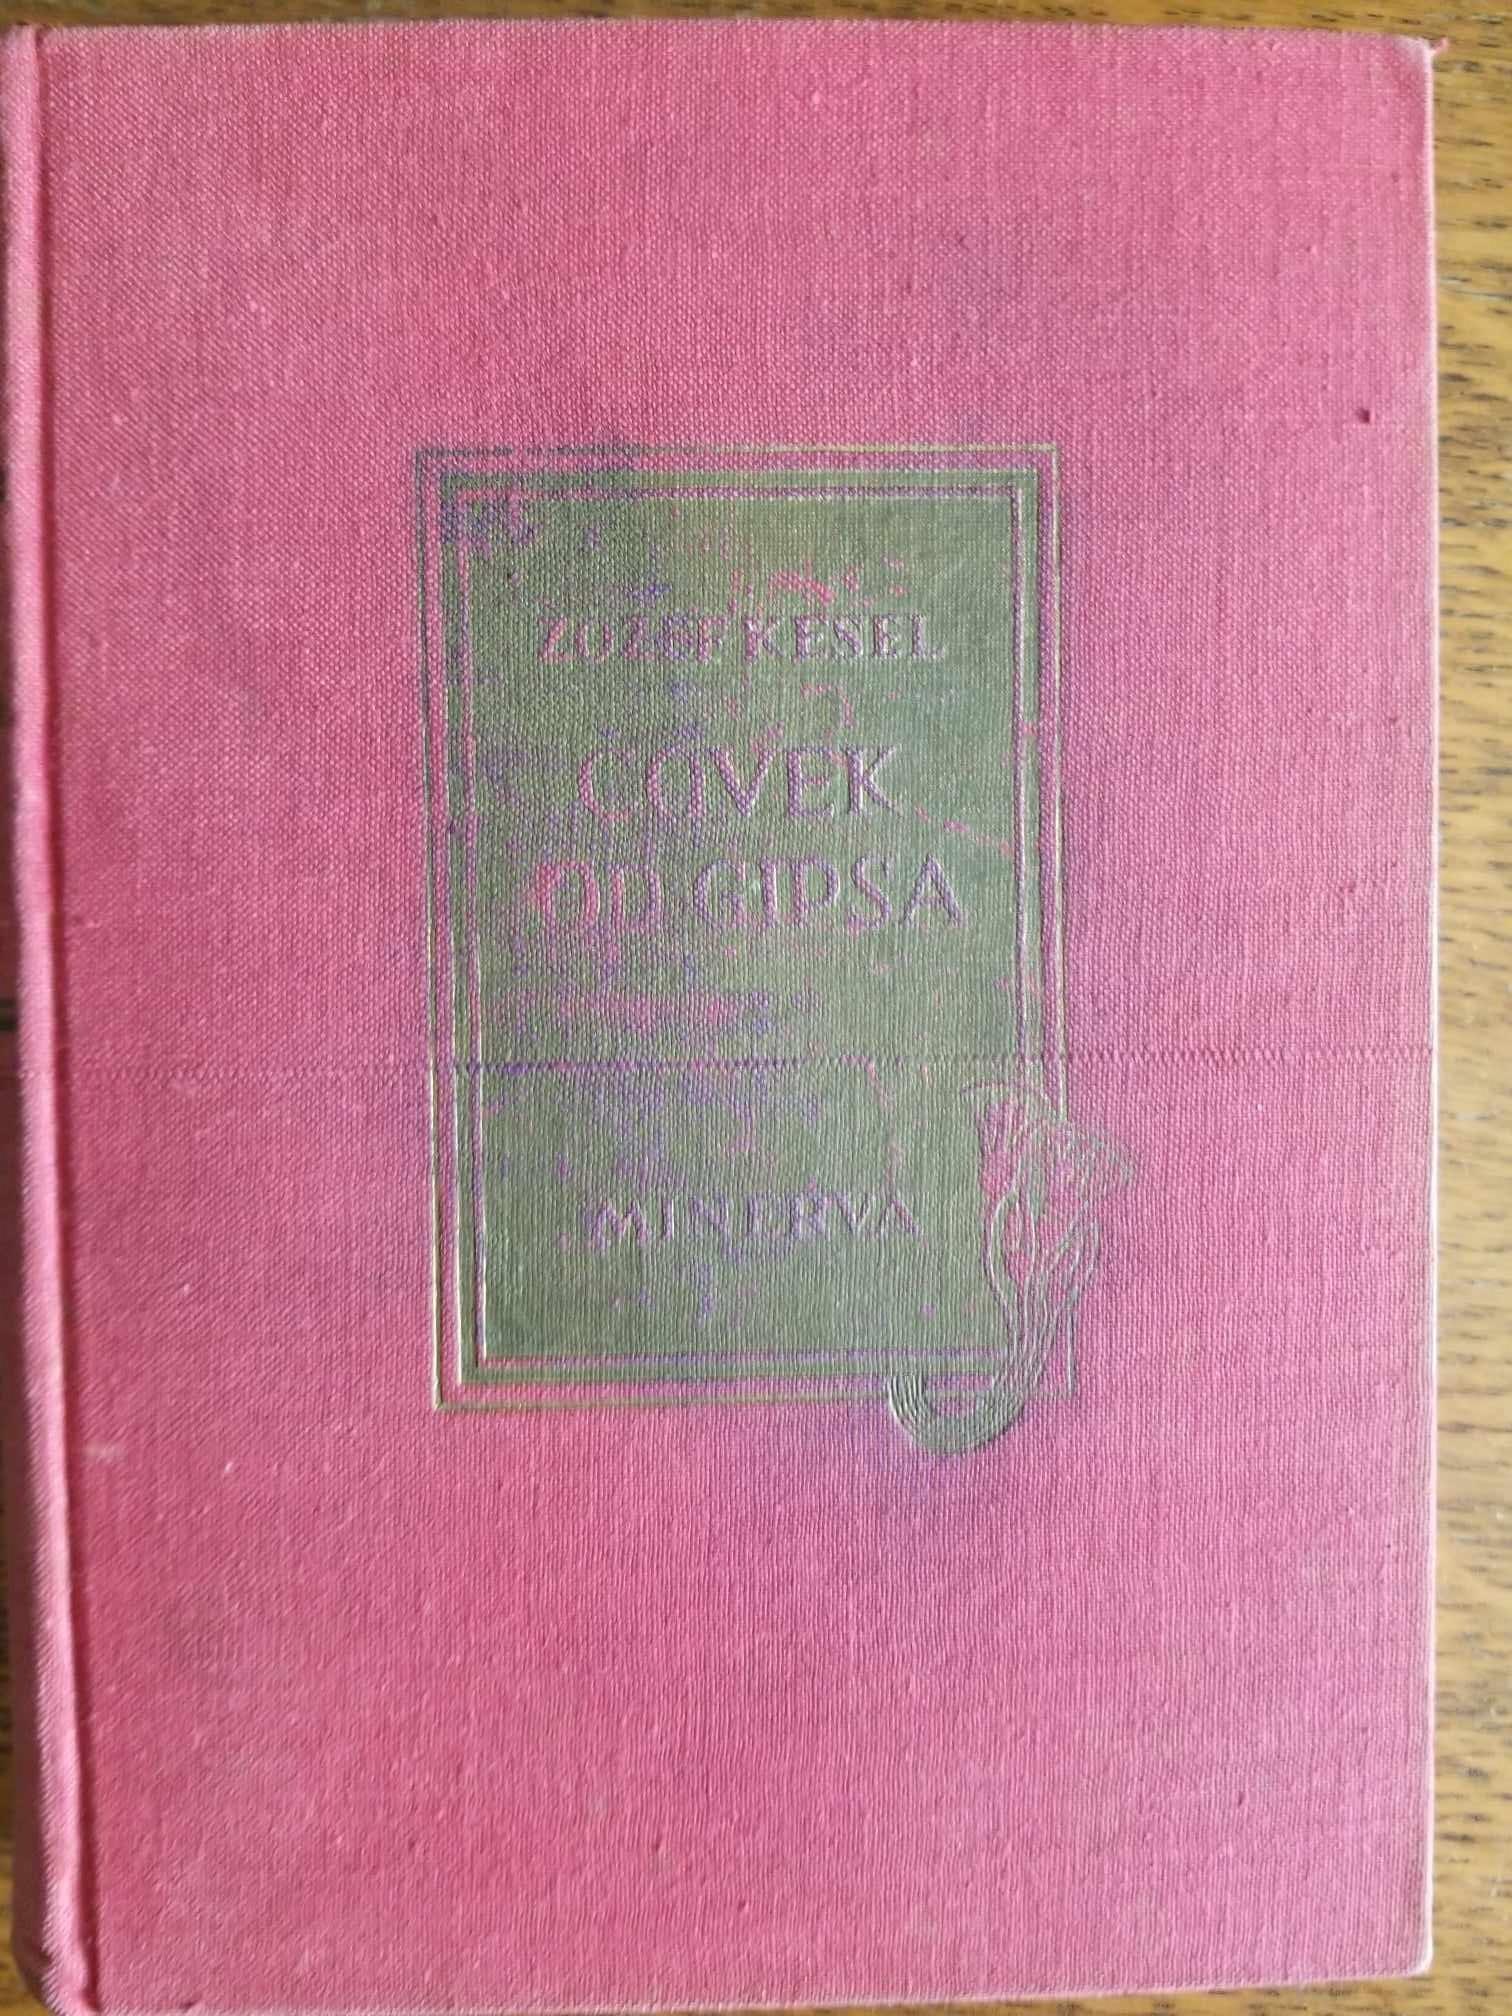 ŽOZEF KESEL
ČOVEK
OD GIPSA
MINERVA